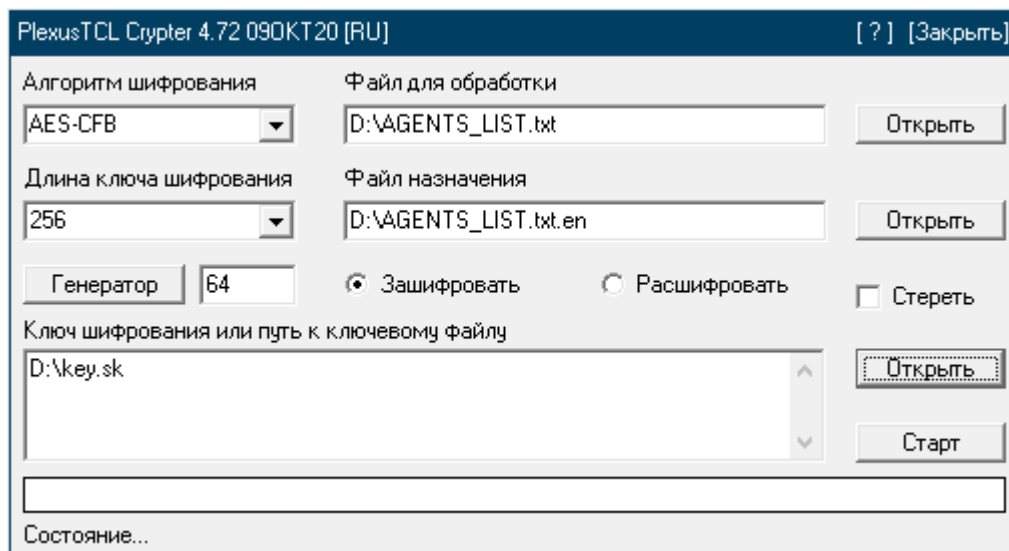 PlexusTCL Crypter 4.72 09OKT20 [RU] [ ? ] [Закрыть]
Алгоритм шифрования Файл для обработки
AES-CFB D:\AGENTS_LIST.txt Открыть
Длина ключа шифрования Файл назначения
256 D:\AGENTS_LIST.txt.en Открыть
Генератор 64 Зашифровать Расшифровать Стереть
Ключ шифрования или путь к ключевому файлу
D:\key.sk Открыть
Старт
Состояние...